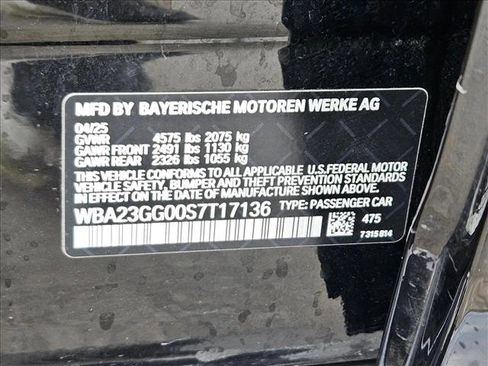 MFD BY BAYERISCHE MOTOREN WERKE AG
04/25
GVWR 4575 lbs 2075 kg
GAWR FRONT 2491 lbs 1130 kg
GAWR REAR 2326 lbs 1055 kg
THIS VEHICLE CONFORMS TO ALL APPLICABLE U.S.FEDERAL MOTOR
VEHICLE SAFETY, BUMPER, AND THEFT PREVENTION STANDARDS
IN EFFECT ON THE DATE OF MANUFACTURE SHOWN ABOVE.
WBA23GG00S7T17136 TYPE: PASSENGER CAR
475
7315814